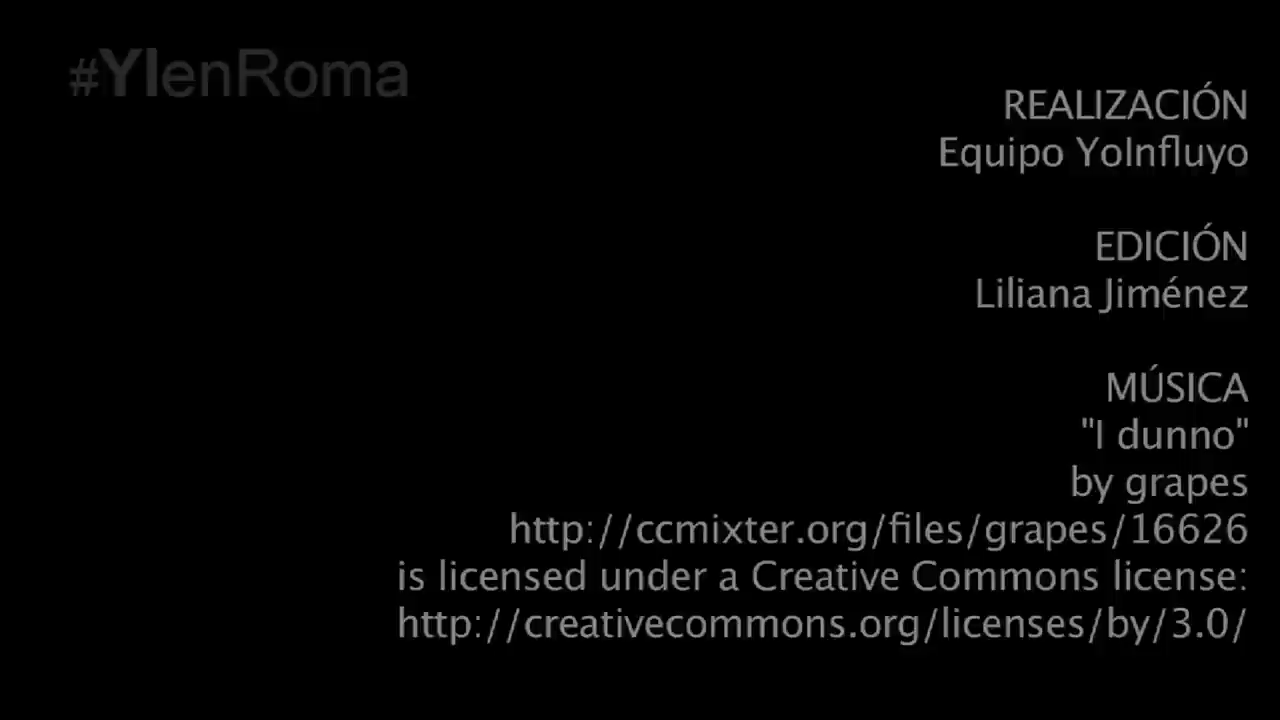 #YIenRoma
REALIZACIÓN
Equipo YoInfluyo
EDICIÓN
Liliana Jiménez
MÚSICA
"I dunno"
by grapes
http://ccmixter.org/files/grapes/16626
is licensed under a Creative Commons license:
http://creativecommons.org/licenses/by/3.0/